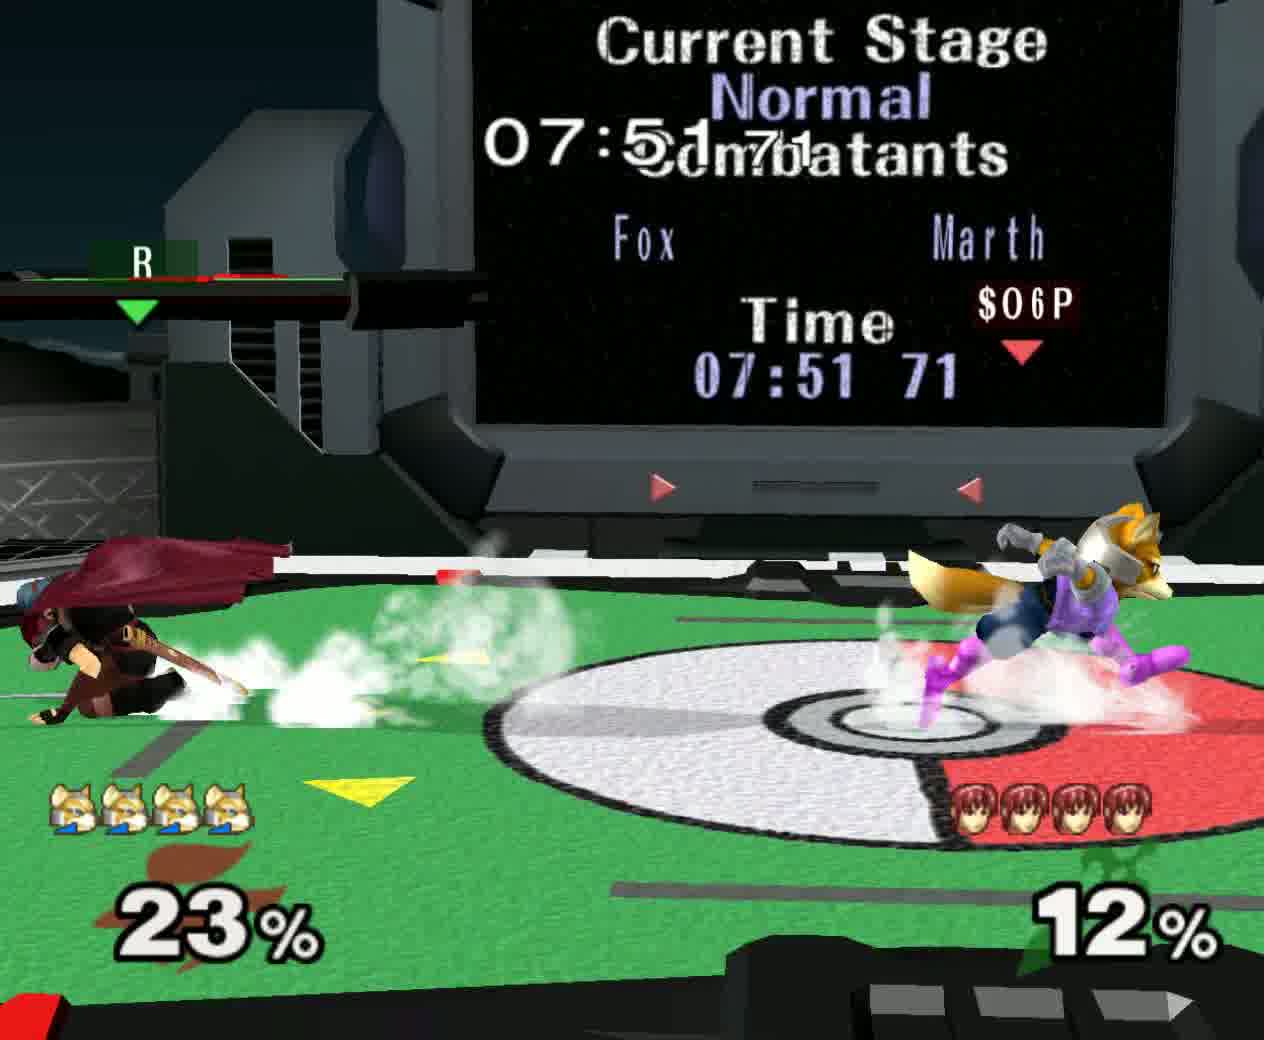 Current Stage
Normal
07:51 71
Combatants
Fox Marth
R
$06P
Time
07:51 71
23%
12%